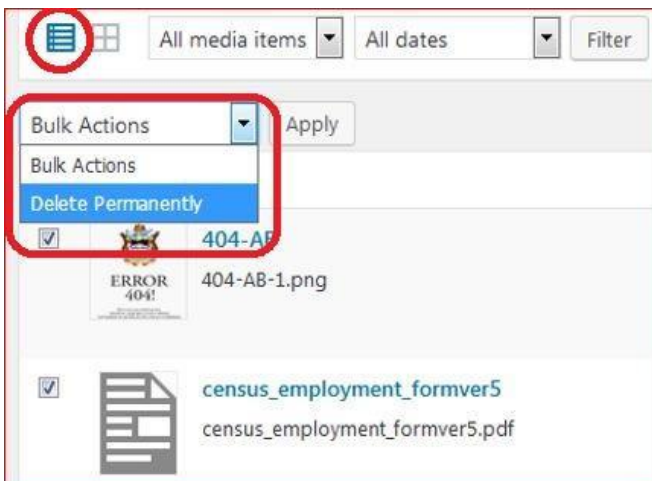 All media items All dates Filter
Bulk Actions Apply
Bulk Actions
Delete Permanently
404-AB
ERROR
404!
404-AB-1.png
census_employment_formver5
census_employment_formver5.pdf